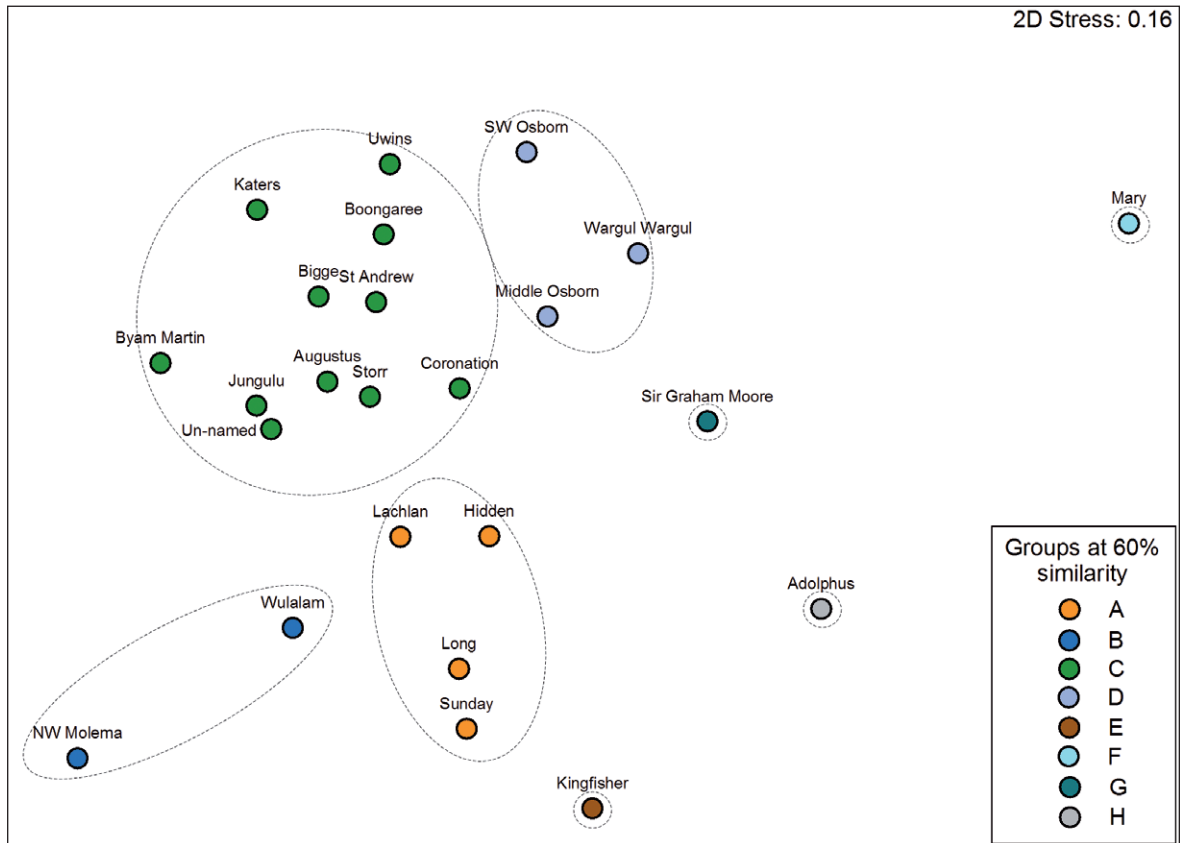 2D Stress: 0.16
SW Osborn
Uwins
Katers
Mary
Boongaree
Wargul Wargul
Bigge
St Andrew
Middle Osborn
Byam Martin
Augustus
Coronation
Storr
Jungulu
Sir Graham Moore
Un-named
Lachlan
Hidden
Adolphus
Wulalam
Long
Sunday
NW Molema
Kingfisher
Groups at 60%
similarity
A
B
C
D
E
F
G
H